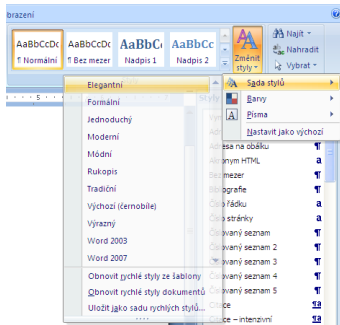 brazení
AaBbCcDc
¶ Normální
AaBbCcDc
¶ Bez mezer
AaBbCc
Nadpis 1
AaBbCc
Nadpis 2
Změnit
styly
Najít
Nahradit
Vybrat
Sada stylů
Barvy
Písma
Nastavit jako výchozí
Elegantní
Formální
Jednoduchý
Moderní
Módní
Rukopis
Tradiční
Výchozí (černobíle)
Výrazný
Word 2003
Word 2007
Obnovit rychlé styly ze šablony
Obnovit rychlé styly dokumentů
Uložit jako sadu rychlých stylů...
Styly
Adresa na obálku
Akronym HTML
Bez mezer
Bibliografie
Číslo řádku
Číslo stránky
Číslovaný seznam
Číslovaný seznam 2
Číslovaný seznam 3
Číslovaný seznam 4
Číslovaný seznam 5
Citace
Citace – intenzivní